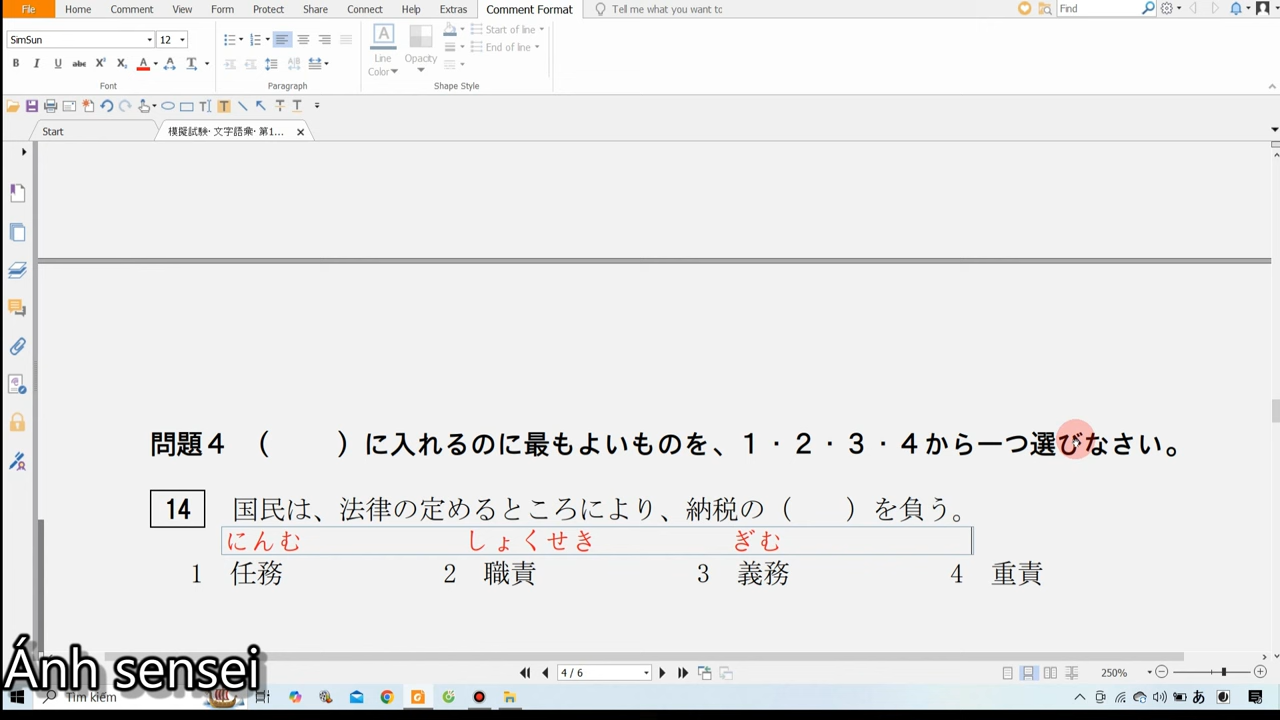 File Home Comment View Form Protect Share Connect Help Extras Comment Format Tell me what you want tc Find
SimSun 12 Start of line
End of line
Line Color Opacity
B I U abc X² X₂ A A T
Font Paragraph Shape Style
Start 模擬試験· 文字語彙· 第1...
問題４ （ ）に入れるのに最もよいものを、１・２・３・４から一つ選びなさい。
14 国民は、法律の定めるところにより、納税の（ ）を負う。
にんむ しょくせき ぎむ
1 任務 2 職責 3 義務 4 重責
Ánh sensei
4 / 6 250%
Tìm kiếm あ